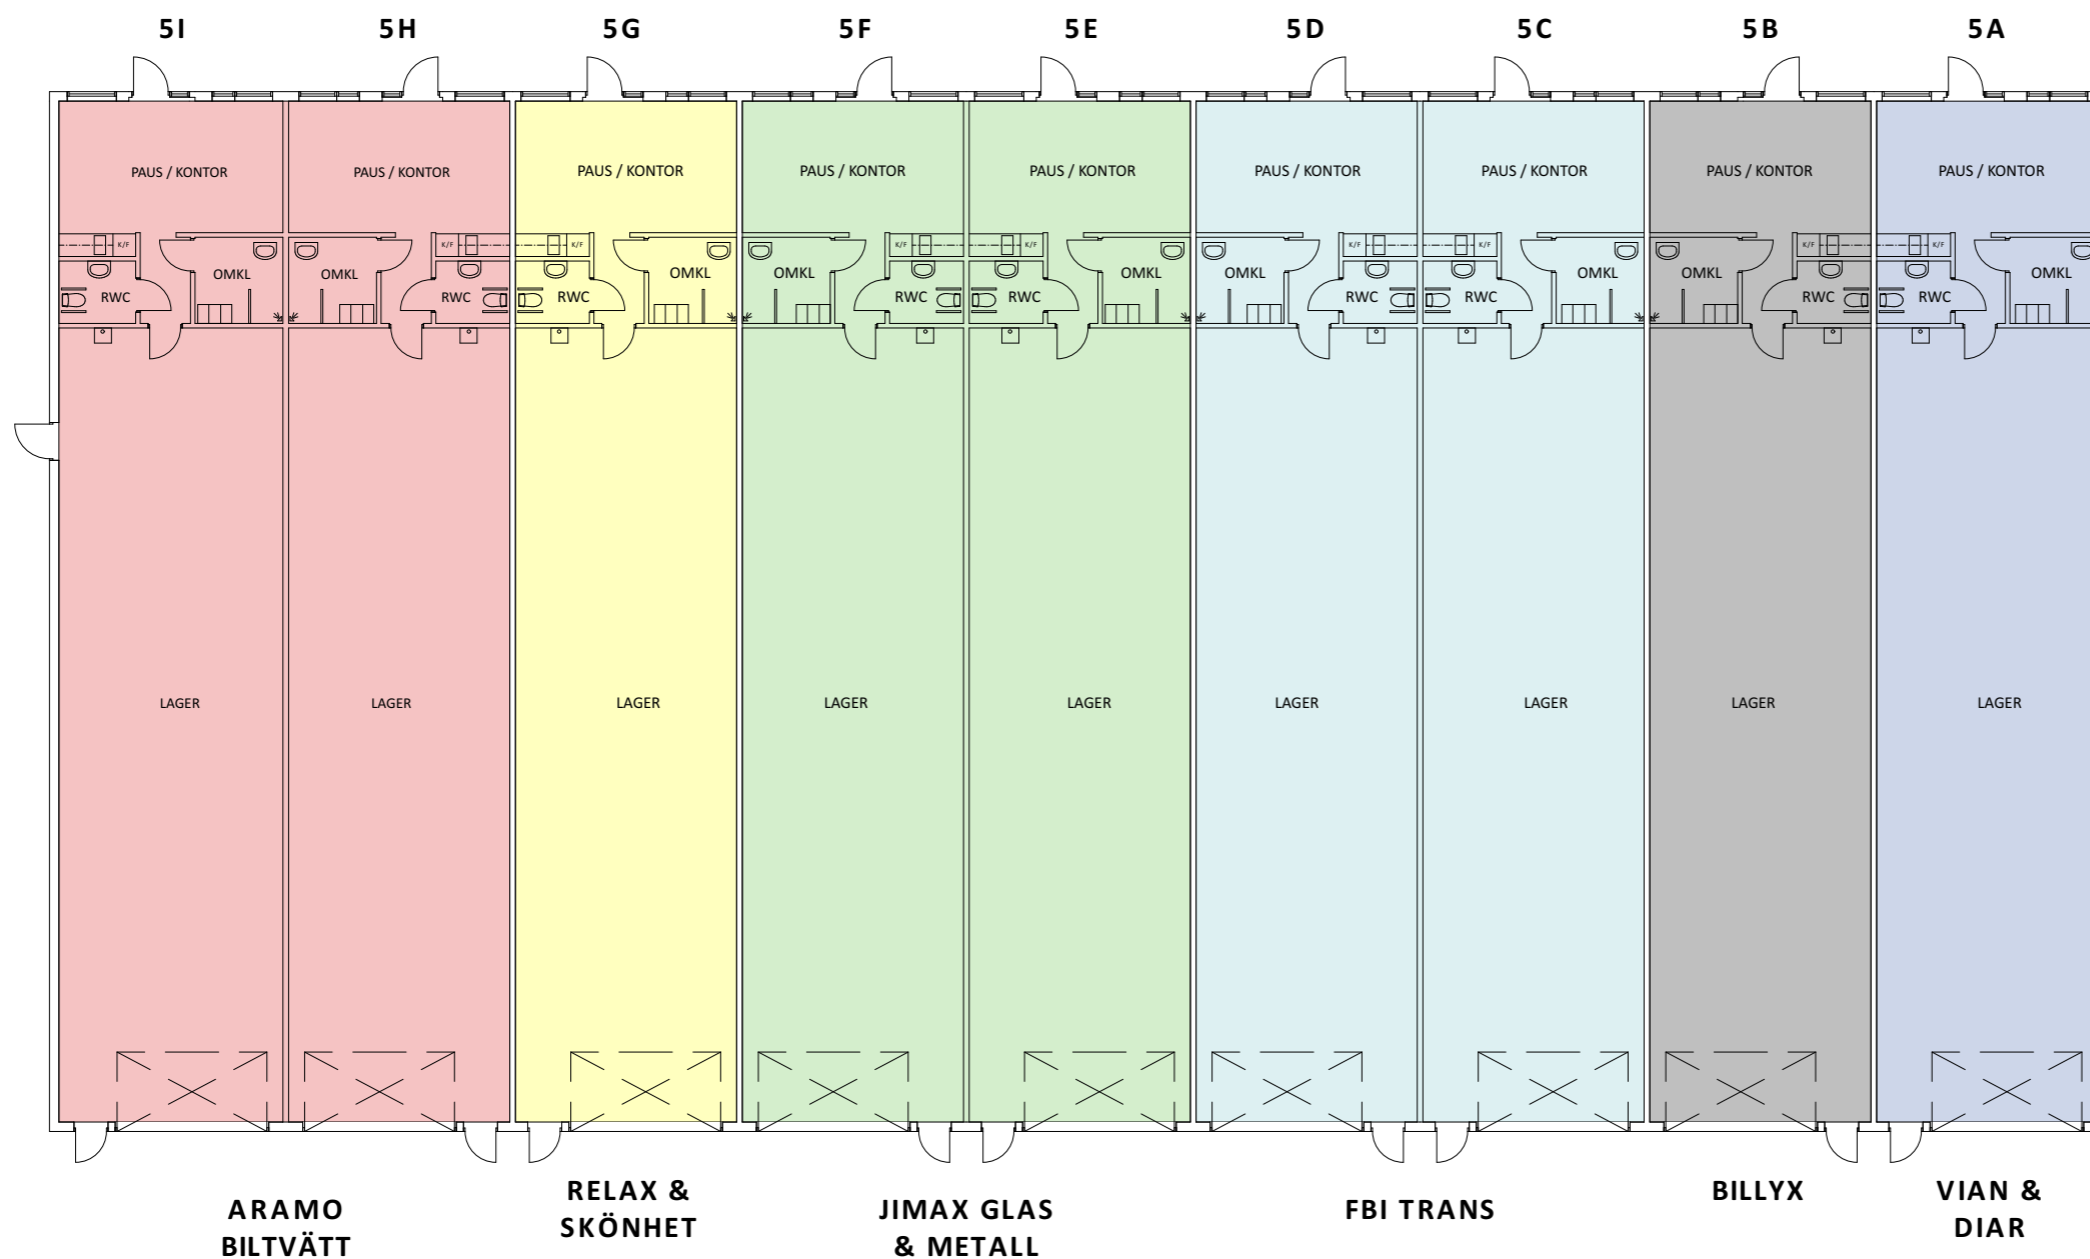 5I 5H 5G 5F 5E 5D 5C 5B 5A
PAUS / KONTOR PAUS / KONTOR PAUS / KONTOR PAUS / KONTOR PAUS / KONTOR PAUS / KONTOR PAUS / KONTOR PAUS / KONTOR PAUS / KONTOR
K/F K/F K/F K/F K/F K/F K/F K/F K/F
OMKL OMKL OMKL OMKL OMKL OMKL OMKL OMKL OMKL
RWC RWC RWC RWC RWC RWC RWC RWC RWC
LAGER LAGER LAGER LAGER LAGER LAGER LAGER LAGER LAGER
ARAMO
BILTVÄTT
RELAX &
SKÖNHET
JIMAX GLAS
& METALL
FBI TRANS
BILLYX
VIAN &
DIAR